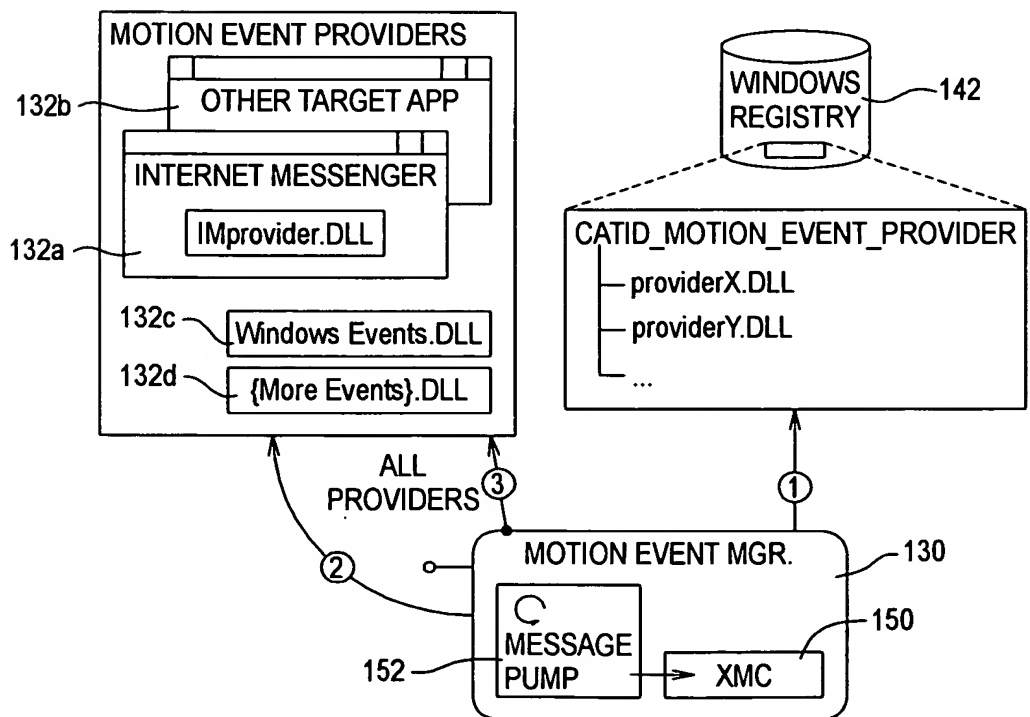 MOTION EVENT PROVIDERS
132b
OTHER TARGET APP
INTERNET MESSENGER
IMprovider.DLL
132a
132c
Windows Events.DLL
132d
{More Events}.DLL
WINDOWS
REGISTRY
142
CATID_MOTION_EVENT_PROVIDER
providerX.DLL
providerY.DLL
...
ALL
PROVIDERS
3
1
2
MOTION EVENT MGR.
130
MESSAGE
PUMP
152
XMC
150